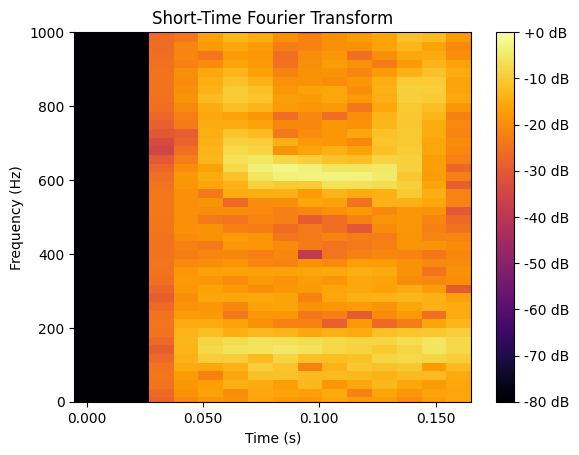 Short-Time Fourier Transform
1000
800
600
400
200
0
Frequency (Hz)
0.000
0.050
0.100
0.150
Time (s)
+0 dB
-10 dB
-20 dB
-30 dB
-40 dB
-50 dB
-60 dB
-70 dB
-80 dB